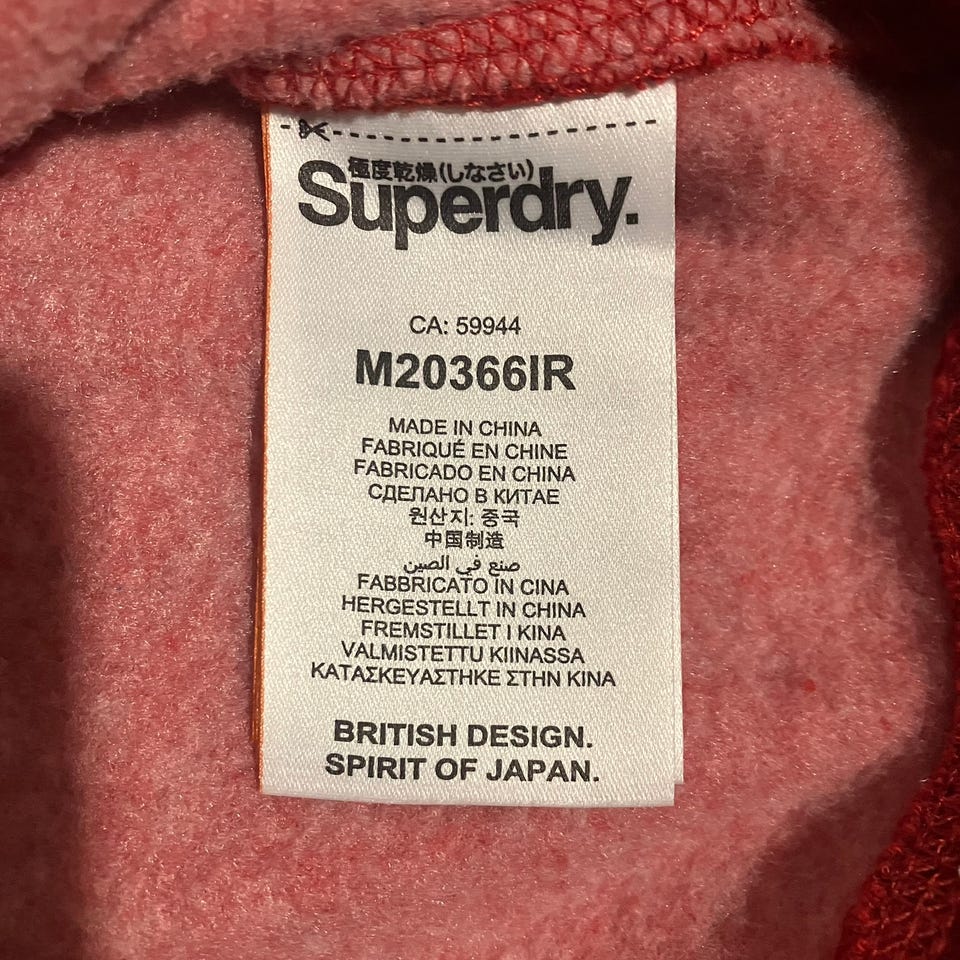 極度乾燥(しなさい)
Superdry.
CA: 59944
M20366IR
MADE IN CHINA
FABRIQUÉ EN CHINE
FABRICADO EN CHINA
СДЕЛАНО В КИТАЕ
원산지: 중국
中国制造
صنع في الصين
FABBRICATO IN CINA
HERGESTELLT IN CHINA
FREMSTILLET I KINA
VALMISTETTU KIINASSA
ΚΑΤΑΣΚΕΥΑΣΤΗΚΕ ΣΤΗΝ ΚΙΝΑ
BRITISH DESIGN.
SPIRIT OF JAPAN.